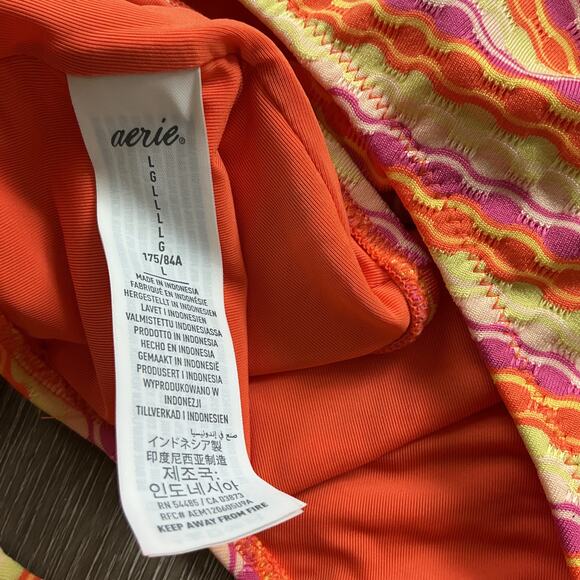 aerie®
L
G
L
L
L
L
G
175/84A
L
MADE IN INDONESIA
FABRIQUÉ EN INDONÉSIE
HERGESTELLT IN INDONESIEN
LAVET I INDONESIEN
VALMISTETTU INDONESIASSA
PRODOTTO IN INDONESIA
HECHO EN INDONESIA
GEMAAKT IN INDONESIË
PRODUSERT I INDONESIA
WYPRODUKOWANO W
INDONEZJI
TILLVERKAD I INDONESIEN
صنع في إندونيسيا
インドネシア製
印度尼西亚制造
제조국:
인도네시아
RN 54485 / CA 03873
RFC# AEM120605U9A
KEEP AWAY FROM FIRE